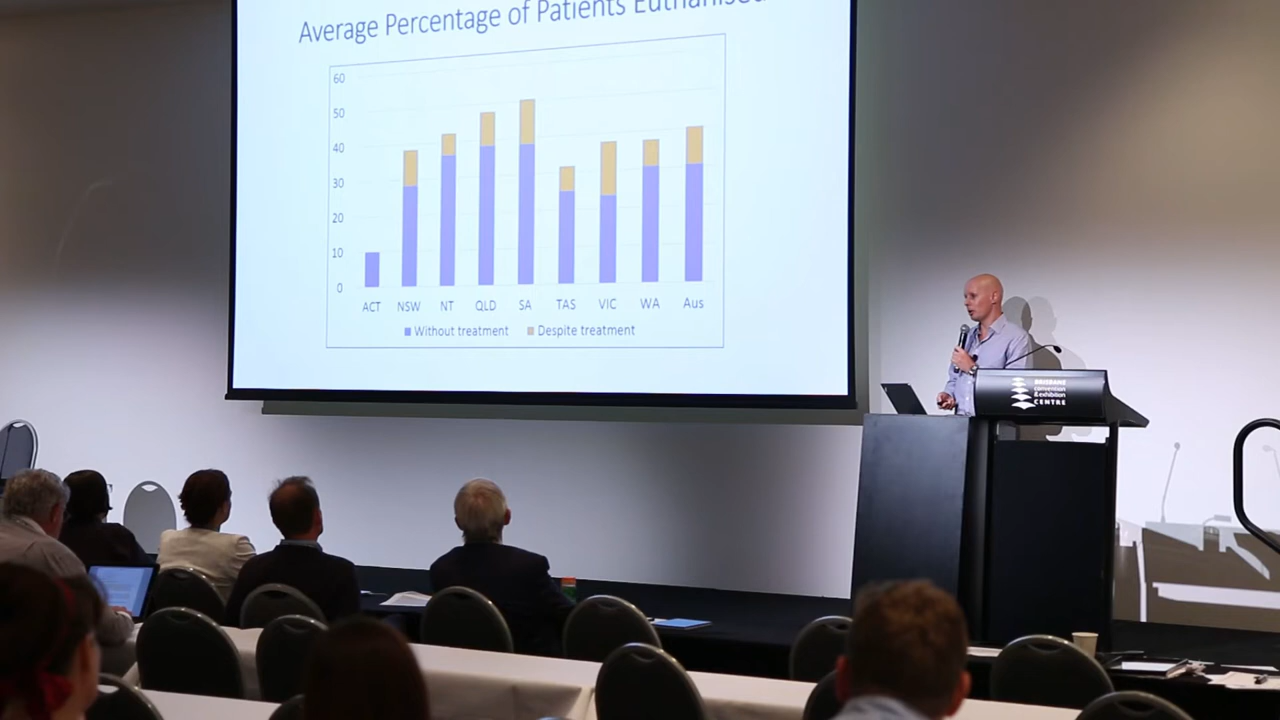 Average Percentage of Patients Euthanised
60
50
40
30
20
10
0
ACT NSW NT QLD SA TAS VIC WA Aus
Without treatment Despite treatment
BRISBANE
convention
& exhibition
CENTRE